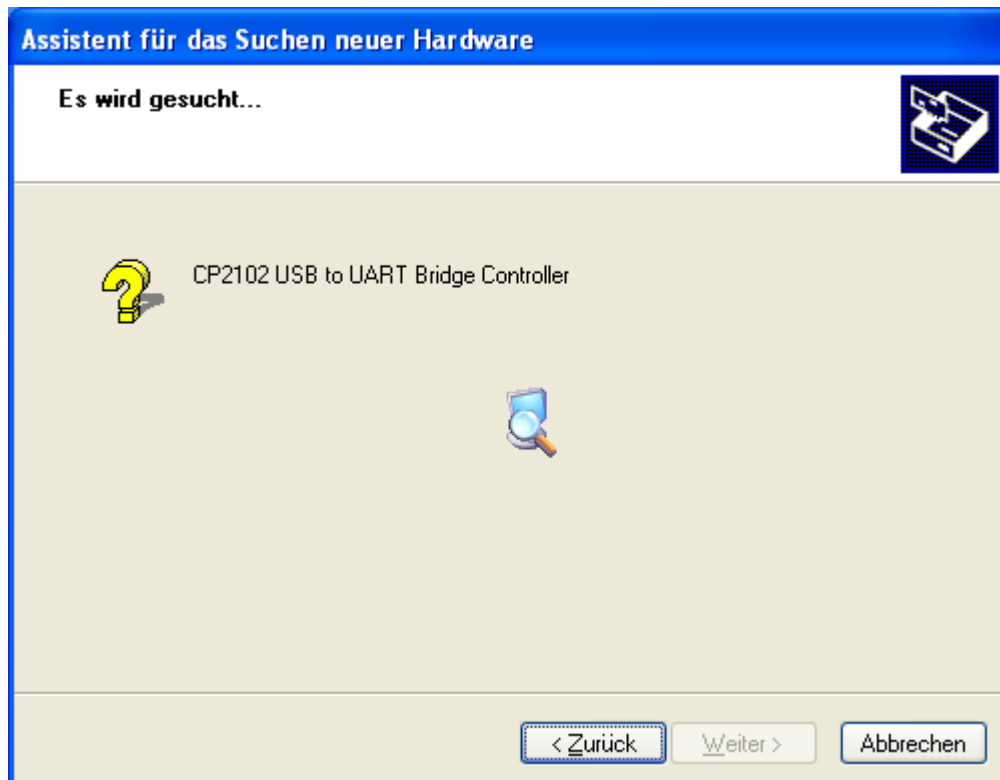 Assistent für das Suchen neuer Hardware
Es wird gesucht...
CP2102 USB to UART Bridge Controller
< Zurück
Weiter >
Abbrechen